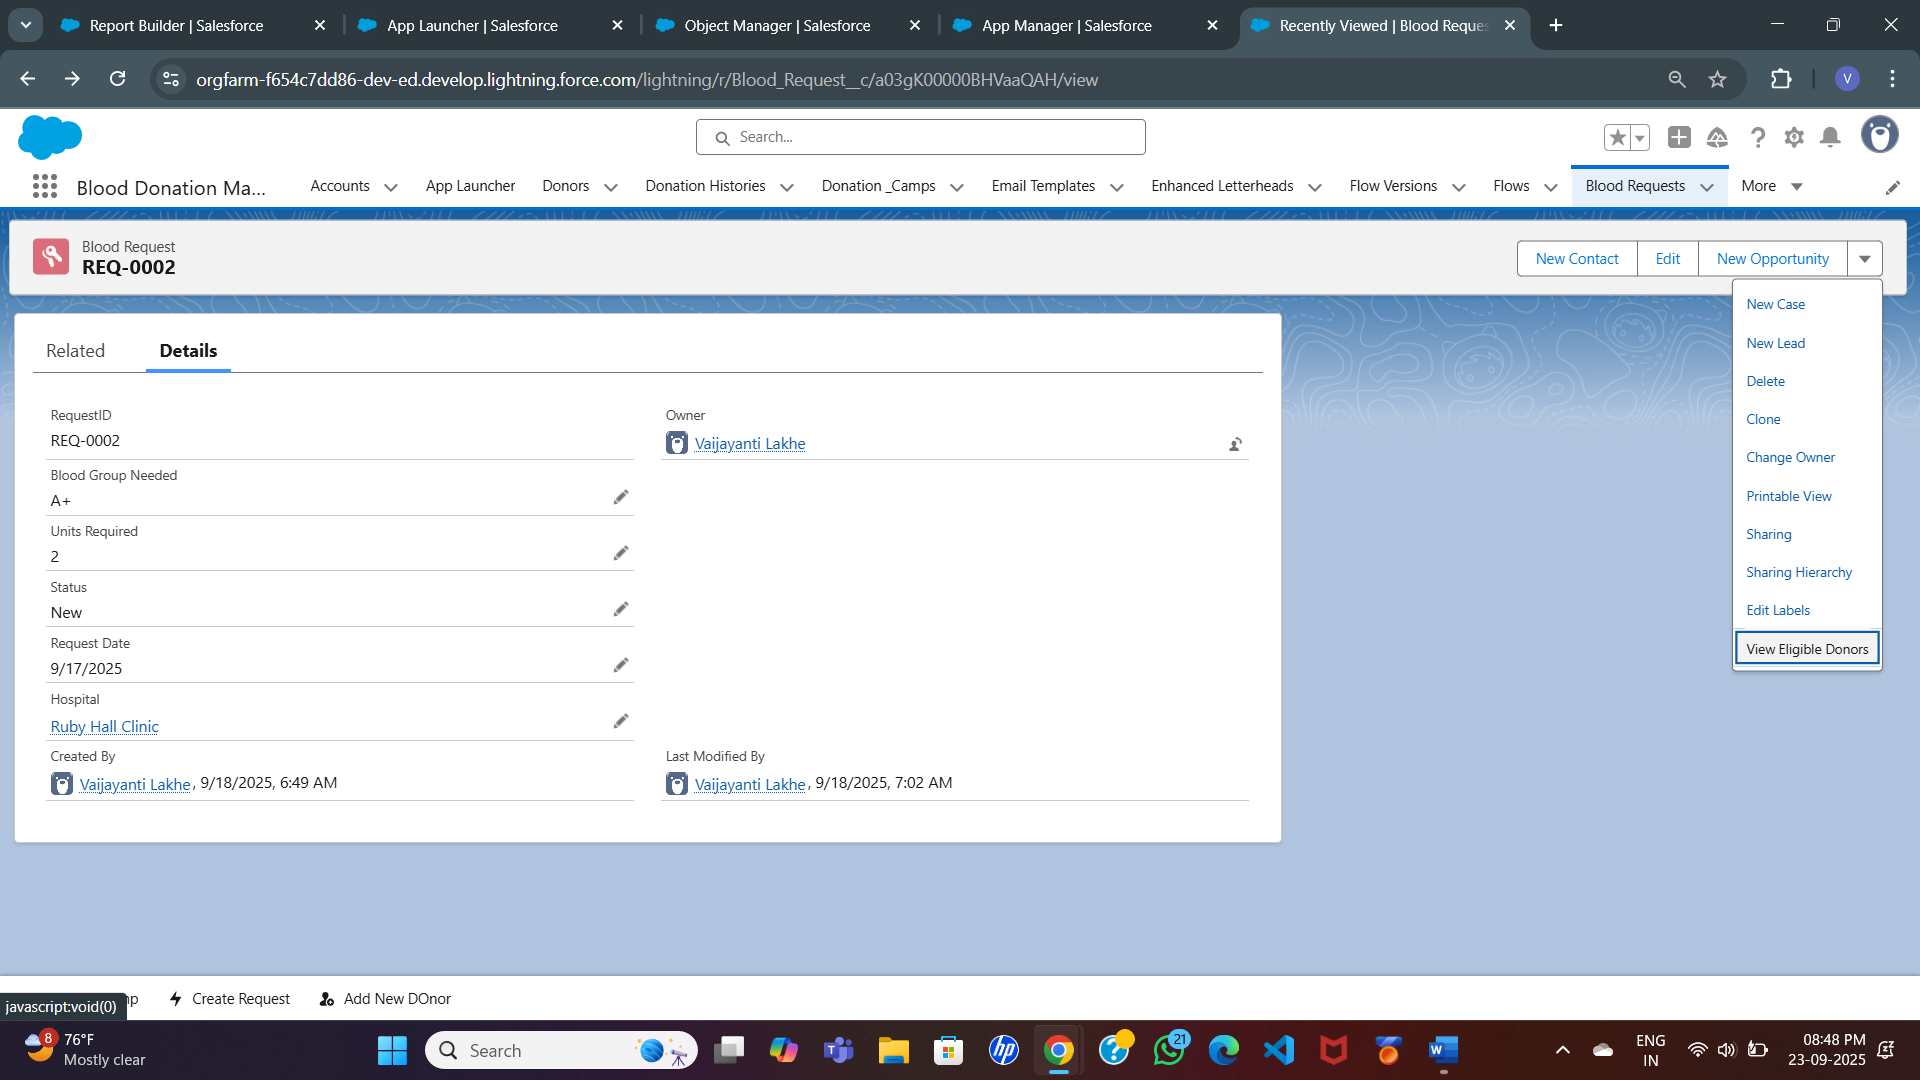 Report Builder | Salesforce
App Launcher | Salesforce
Object Manager | Salesforce
App Manager | Salesforce
Recently Viewed | Blood Reques
orgfarm-f654c7dd86-dev-ed.develop.lightning.force.com/lightning/r/Blood_Request__c/a03gK00000BHVaaQAH/view
V
Search...
Blood Donation Ma...
Accounts
App Launcher
Donors
Donation Histories
Donation _Camps
Email Templates
Enhanced Letterheads
Flow Versions
Flows
Blood Requests
More
Blood Request
REQ-0002
New Contact
Edit
New Opportunity
New Case
New Lead
Delete
Clone
Change Owner
Printable View
Sharing
Sharing Hierarchy
Edit Labels
View Eligible Donors
Related
Details
RequestID
REQ-0002
Owner
Vaijayanti Lakhe
Blood Group Needed
A+
Units Required
2
Status
New
Request Date
9/17/2025
Hospital
Ruby Hall Clinic
Created By
Vaijayanti Lakhe, 9/18/2025, 6:49 AM
Last Modified By
Vaijayanti Lakhe, 9/18/2025, 7:02 AM
Create Request
Add New DOnor
javascript:void(0)
8
76°F
Mostly clear
Search
hp
21
W
ENG
IN
08:48 PM
23-09-2025